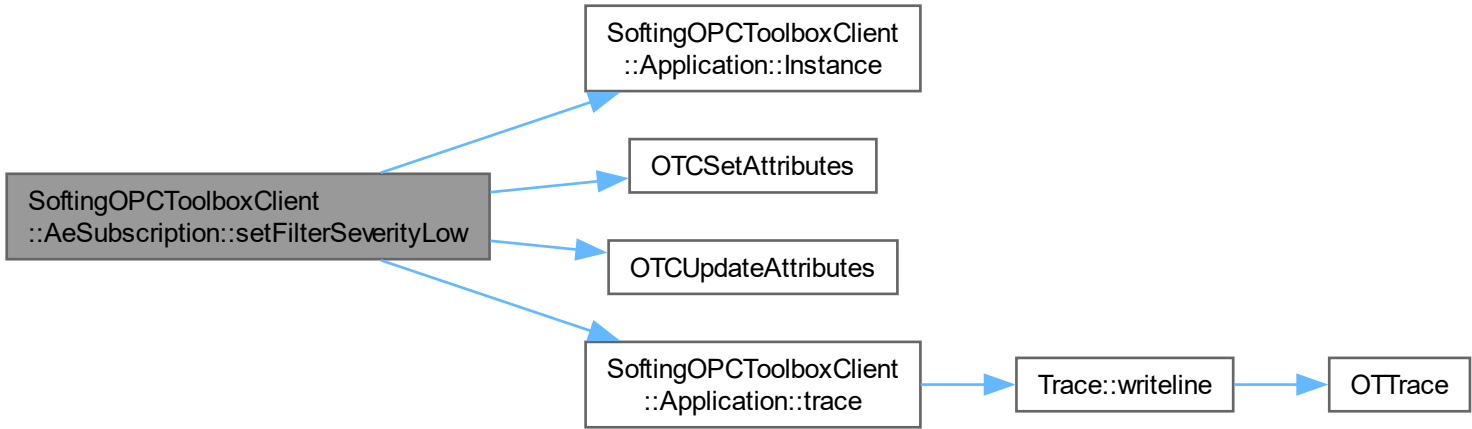 SoftingOPCToolboxClient
::AeSubscription::setFilterSeverityLow
SoftingOPCToolboxClient
::Application::Instance
OTCSetAttributes
OTCUpdateAttributes
SoftingOPCToolboxClient
::Application::trace
Trace::writeline
OTTrace